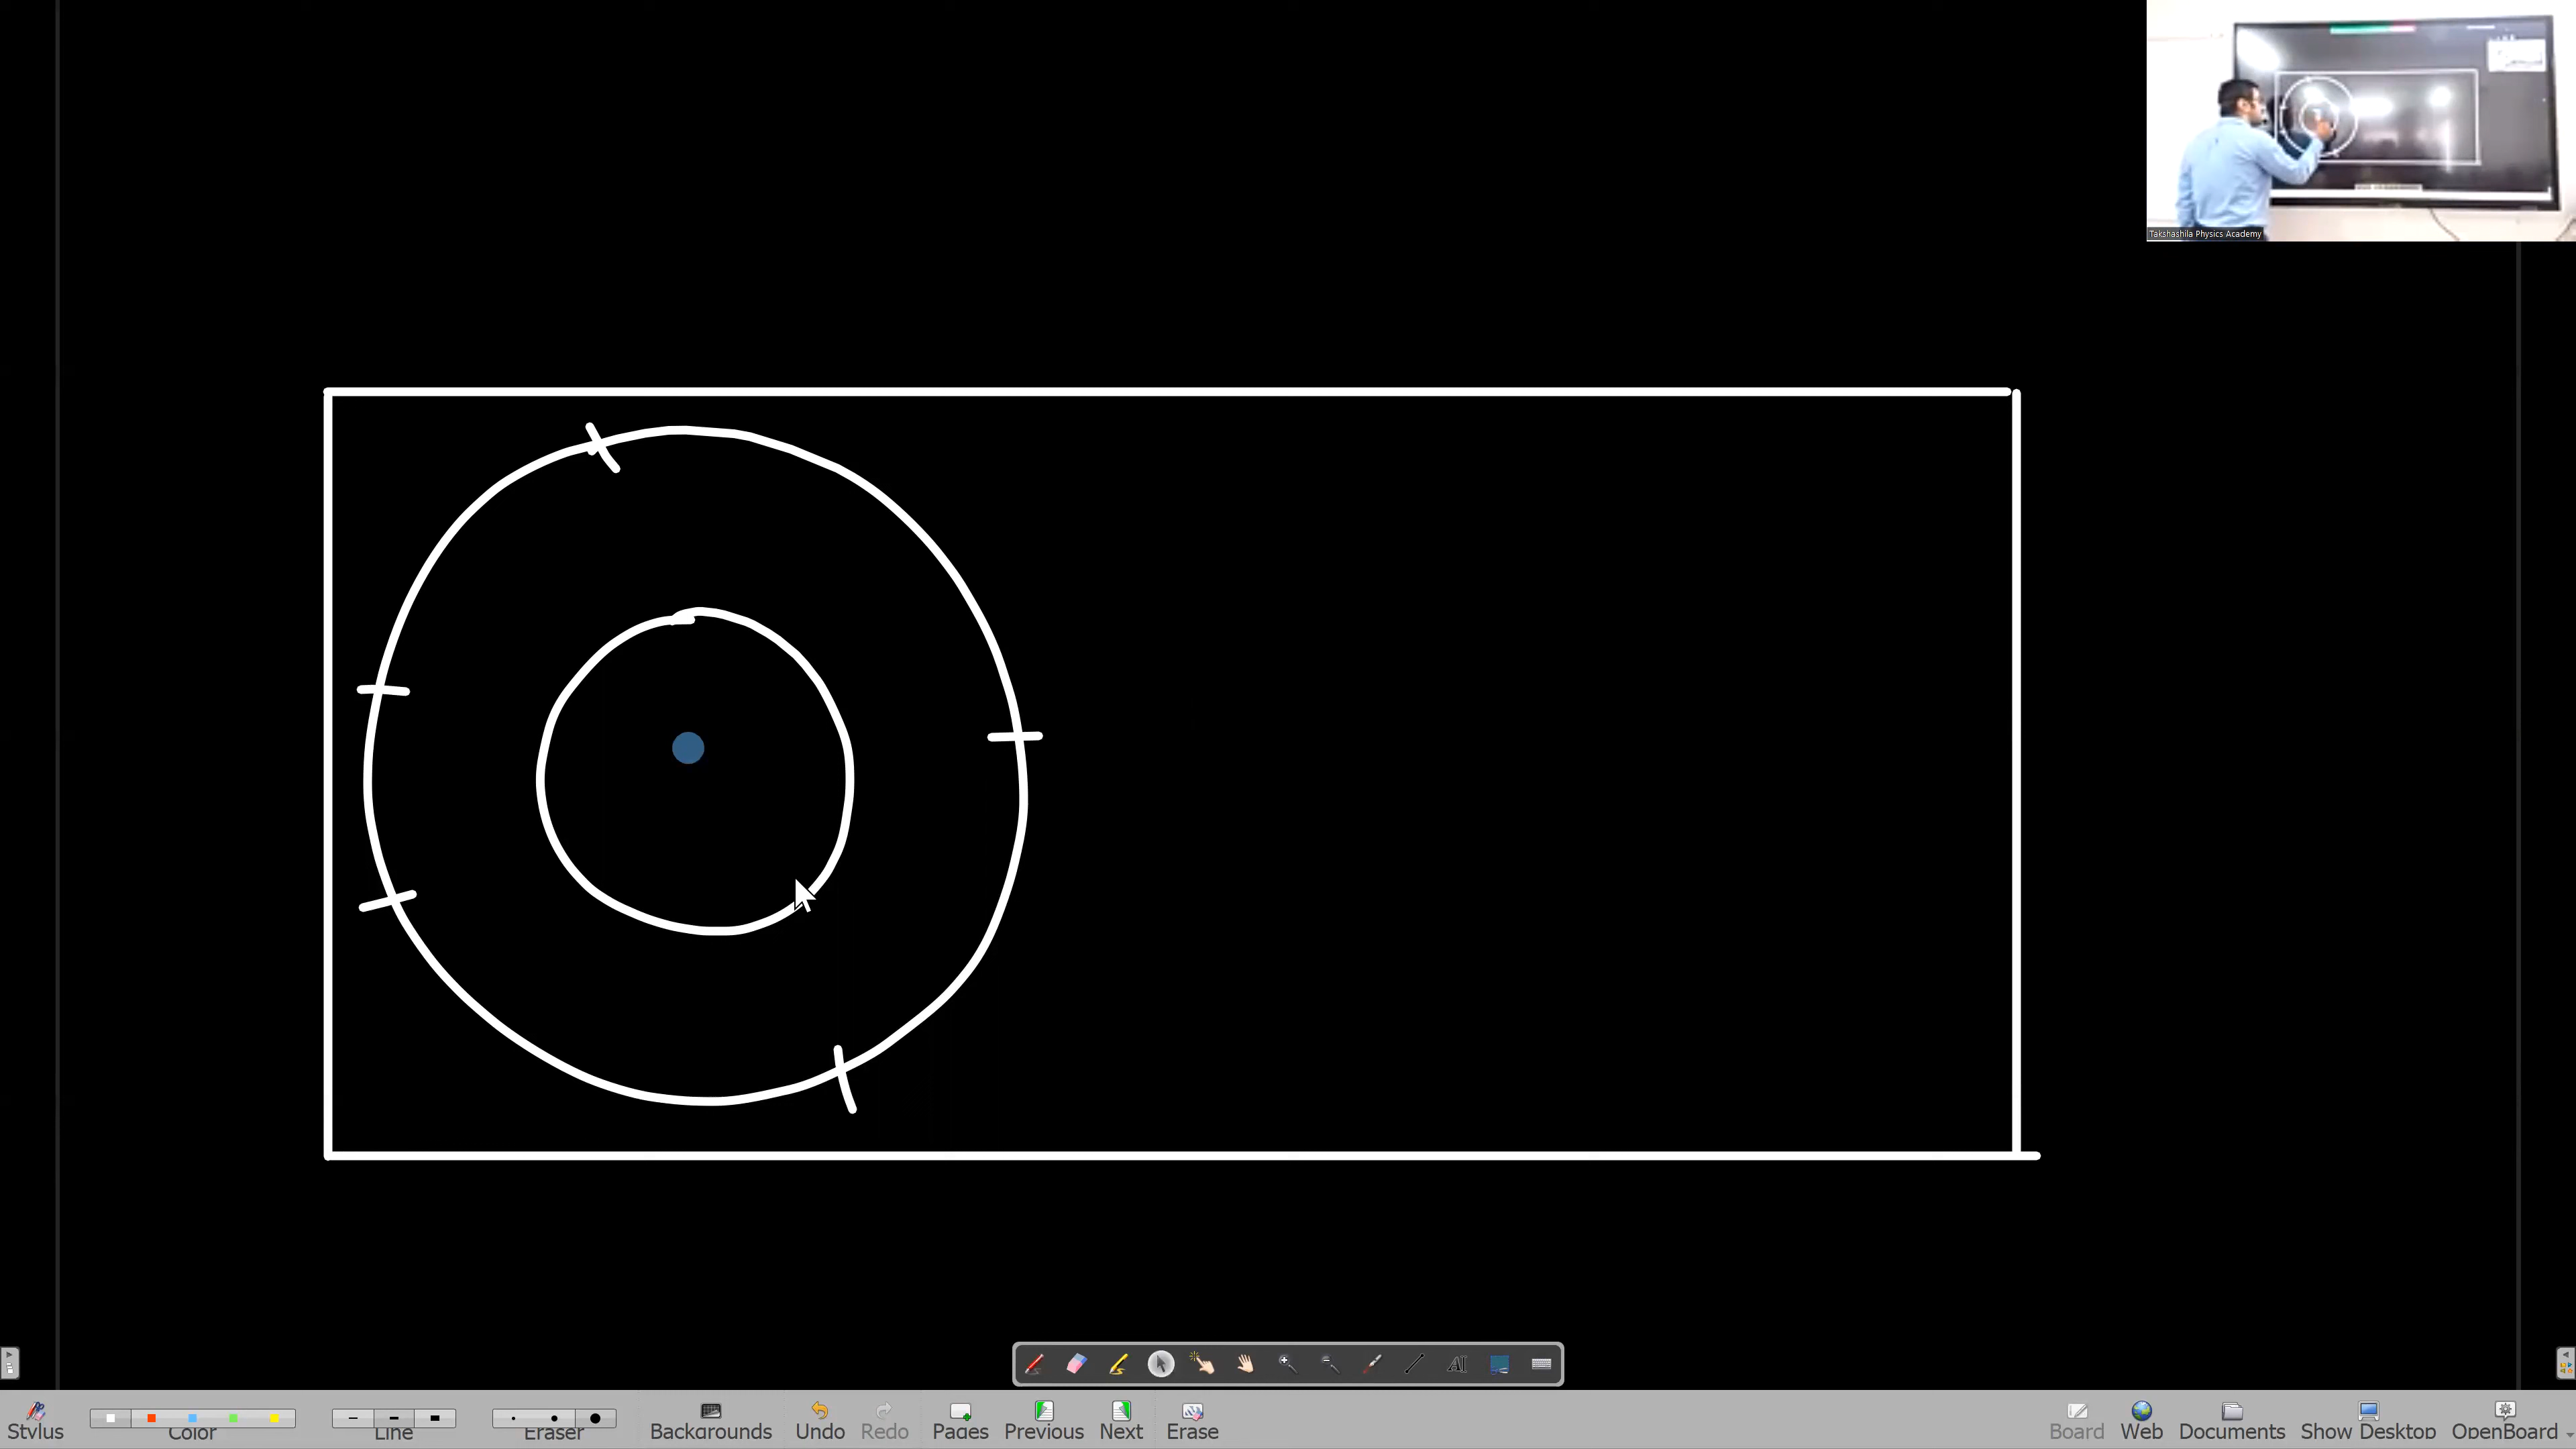 Takshashila Physics Academy
AI
Stylus
Color
Line
Eraser
Backgrounds
Undo
Redo
Pages
Previous
Next
Erase
Board
Web
Documents
Show Desktop
OpenBoard